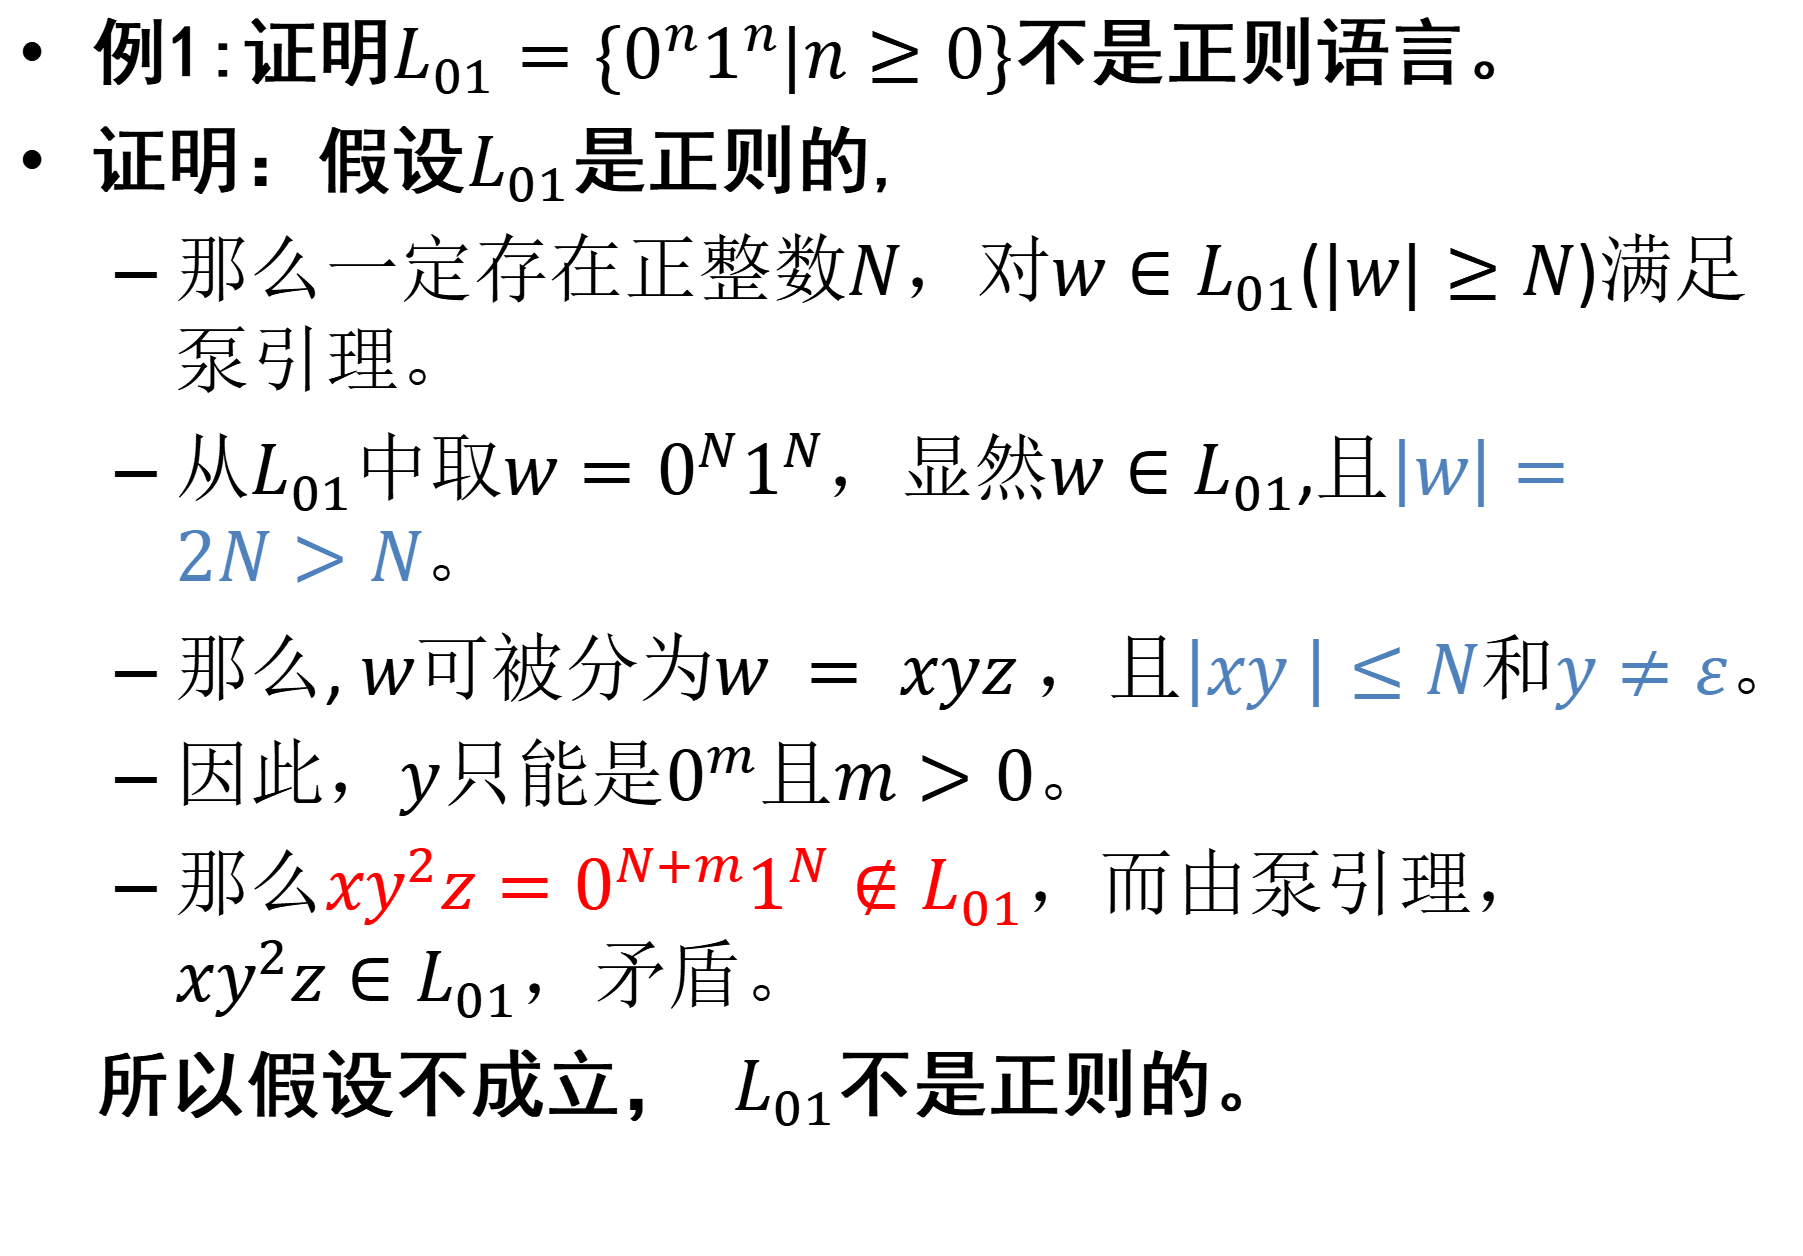 • 例1:证明L₀₁ = {0ⁿ1ⁿ|n ≥ 0}不是正则语言。
• 证明：假设L₀₁是正则的,
– 那么一定存在正整数N，对w ∈ L₀₁(|w| ≥ N)满足
泵引理。
– 从L₀₁中取w = 0ᴺ1ᴺ，显然w ∈ L₀₁,且|w| =
2N > N。
– 那么, w可被分为w = xyz，且|xy | ≤ N和y ≠ ε。
– 因此，y只能是0ᵐ且m > 0。
– 那么xy²z = 0ᴺ⁺ᵐ1ᴺ ∉ L₀₁，而由泵引理，
xy²z ∈ L₀₁，矛盾。
所以假设不成立， L₀₁不是正则的。